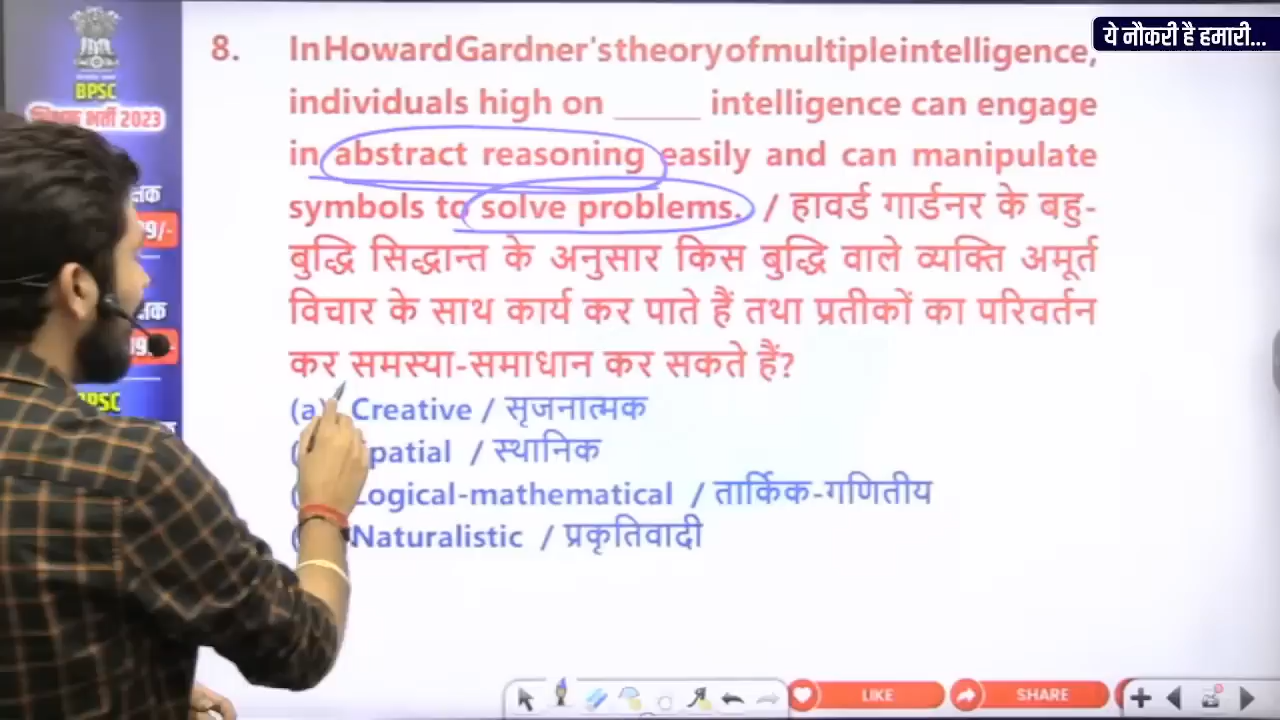 ये नौकरी है हमारी...
BPSC
भर्ती 2023
8. In Howard Gardner's theory of multiple intelligence,
individuals high on ______ intelligence can engage
in abstract reasoning easily and can manipulate
symbols to solve problems. / हावर्ड गार्डनर के बहु-
बुद्धि सिद्धान्त के अनुसार किस बुद्धि वाले व्यक्ति अमूर्त
विचार के साथ कार्य कर पाते हैं तथा प्रतीकों का परिवर्तन
कर समस्या-समाधान कर सकते हैं?
(a) Creative / सृजनात्मक
patial / स्थानिक
Logical-mathematical / तार्किक-गणितीय
Naturalistic / प्रकृतिवादी
BPSC
LIKE
SHARE